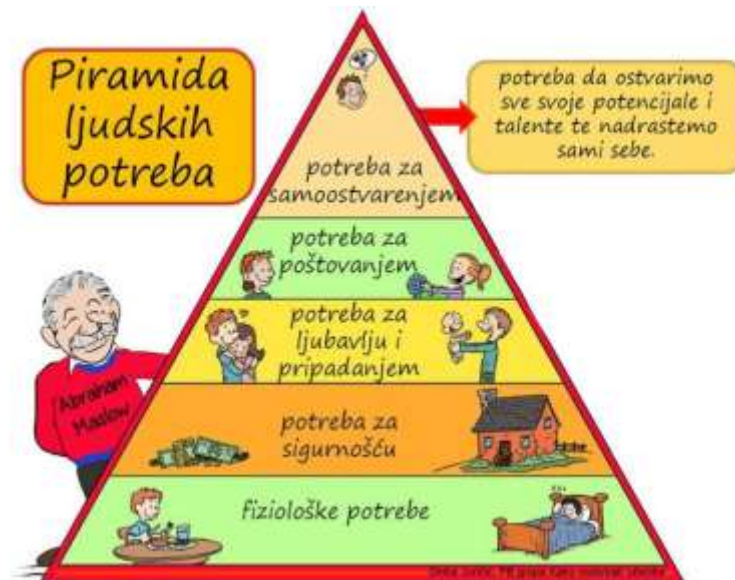 Piramida
ljudskih
potreba
potreba da ostvarimo
sve svoje potencijale i
talente te nadrastemo
sami sebe.
potreba za
samoostvarenjem
potreba za
poštovanjem
potreba za
ljubavlju i
pripadanjem
Abraham
Maslow
potreba za
sigurnošću
fiziološke potrebe